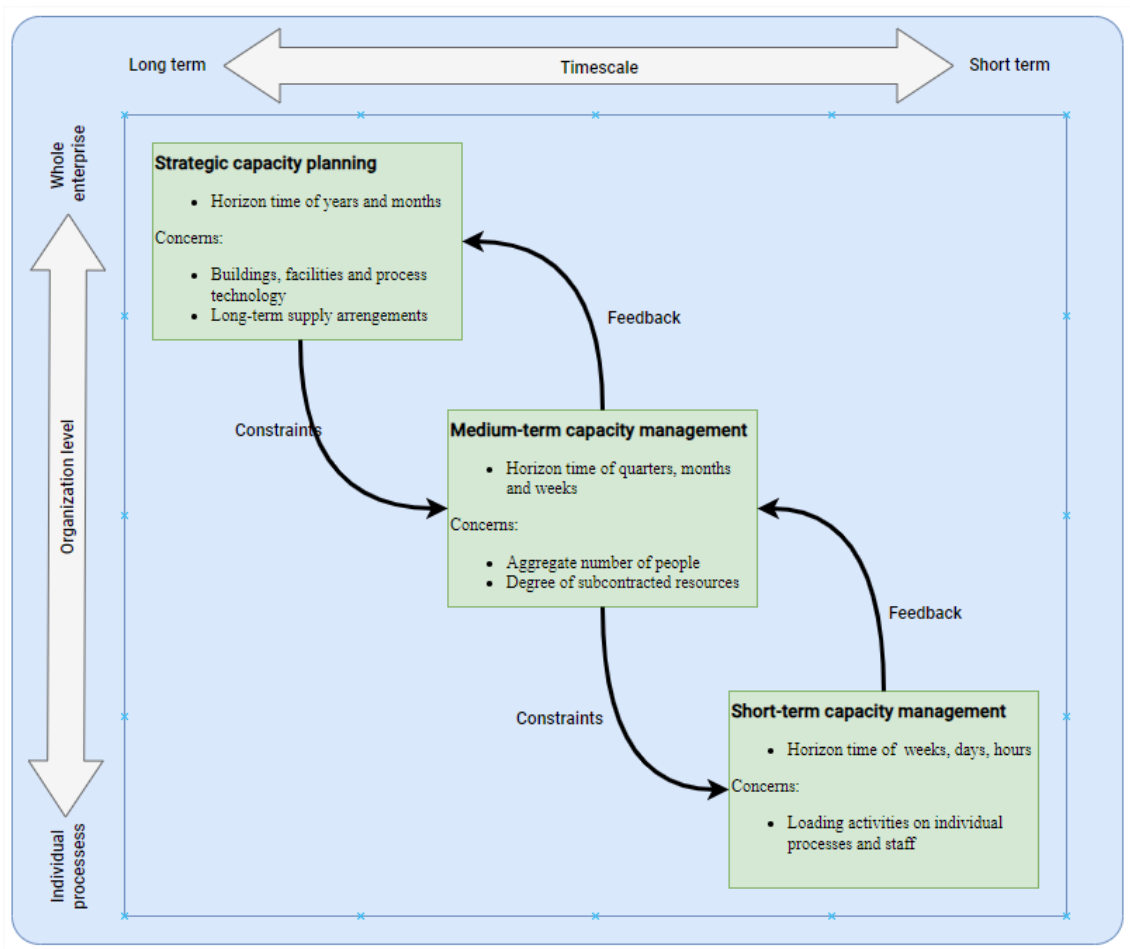 Long term
Timescale
Short term
Whole
enterprise
Organization level
Individual
processess
Strategic capacity planning
• Horizon time of years and months
Concerns:
• Buildings, facilities and process
technology
• Long-term supply arrengements
Feedback
Constraints
Medium-term capacity management
• Horizon time of quarters, months
and weeks
Concerns:
• Aggregate number of people
• Degree of subcontracted resources
Feedback
Constraints
Short-term capacity management
• Horizon time of  weeks, days, hours
Concerns:
• Loading activities on individual
processes and staff